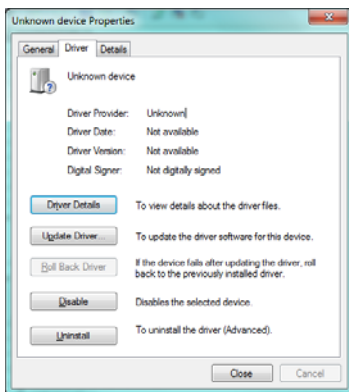 Unknown device Properties
General Driver Details
Unknown device
Driver Provider: Unknown
Driver Date: Not available
Driver Version: Not available
Digital Signer: Not digitally signed
Driver Details To view details about the driver files.
Update Driver... To update the driver software for this device.
Roll Back Driver If the device fails after updating the driver, roll
back to the previously installed driver.
Disable Disables the selected device.
Uninstall To uninstall the driver (Advanced).
Close Cancel